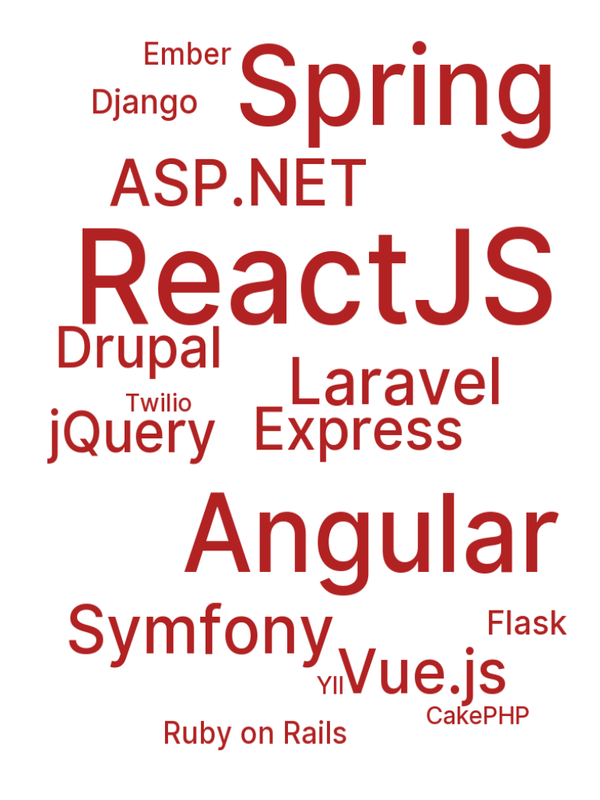 Ember
Spring
Django
ASP.NET
ReactJS
Drupal
Laravel
Twilio
jQuery
Express
Angular
Symfony
Flask
Vue.js
YII
CakePHP
Ruby on Rails